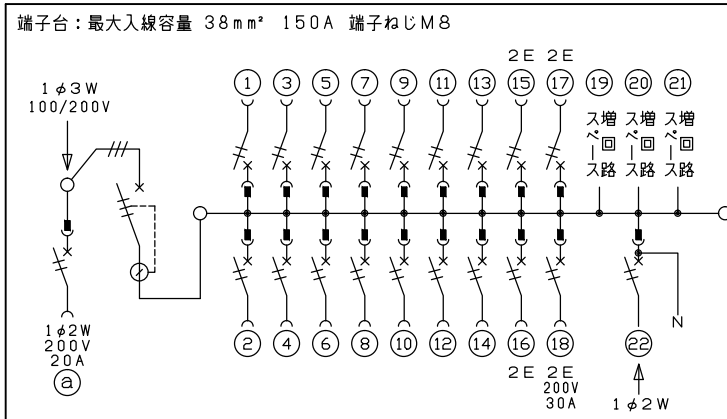 端子台：最大入線容量 38mm² 150A 端子ねじM8
1φ3W
100/200V
2E 2E
1 3 5 7 9 11 13 15 17 19 20 21
増回路
スペース
増回路
スペース
増回路
スペース
1φ2W
200V
20A
a
N
2 4 6 8 10 12 14 16 18 22
2E 2E
200V
30A
1φ2W